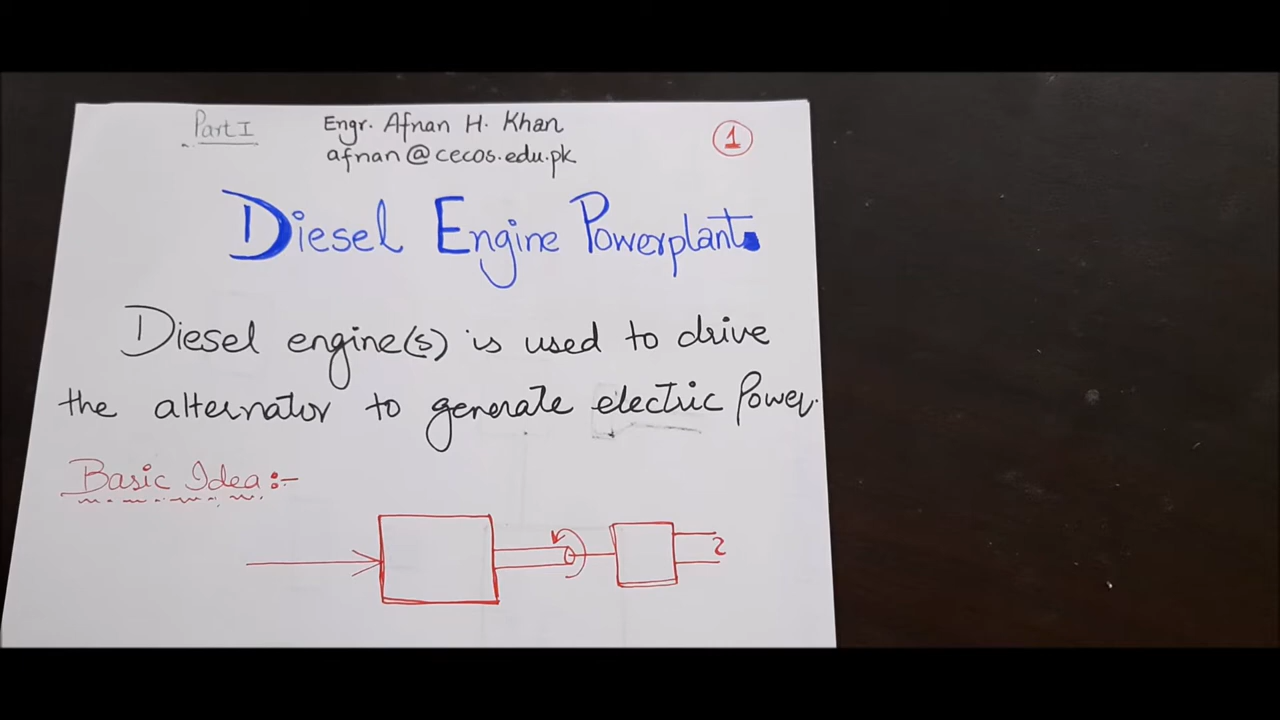 Part I
Engr. Afnan H. Khan
afnan@cecos.edu.pk
1
Diesel Engine Powerplant
Diesel engine(s) is used to drive
the alternator to generate electric Power.
Basic Idea:-